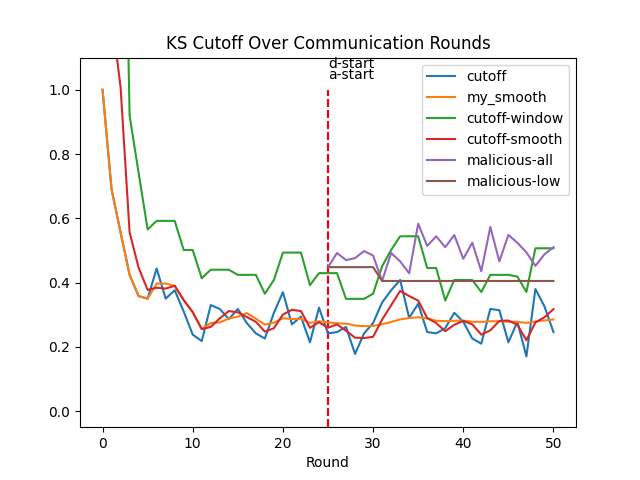 KS Cutoff Over Communication Rounds
d-start
a-start
cutoff
my_smooth
cutoff-window
cutoff-smooth
malicious-all
malicious-low
1.0
0.8
0.6
0.4
0.2
0.0
0 10 20 30 40 50
Round